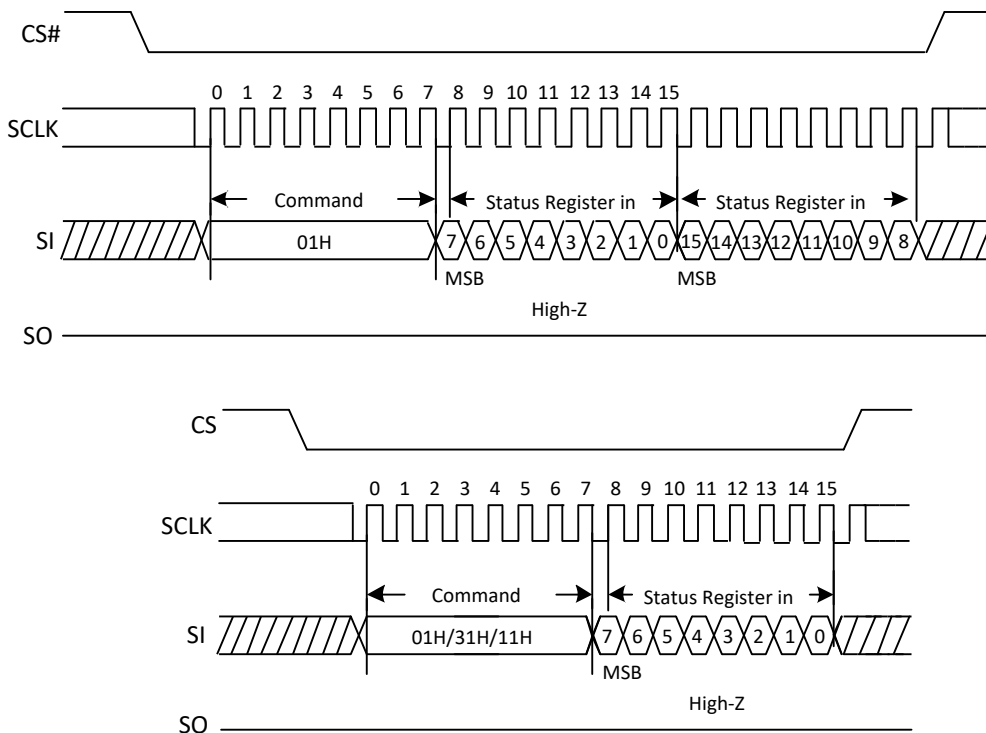 CS#
0 1 2 3 4 5 6 7 8 9 10 11 12 13 14 15
SCLK
Command Status Register in Status Register in
SI 01H 7 6 5 4 3 2 1 0 15 14 13 12 11 10 9 8
MSB MSB
High-Z
SO
CS
0 1 2 3 4 5 6 7 8 9 10 11 12 13 14 15
SCLK
Command Status Register in
SI 01H/31H/11H 7 6 5 4 3 2 1 0
MSB
High-Z
SO